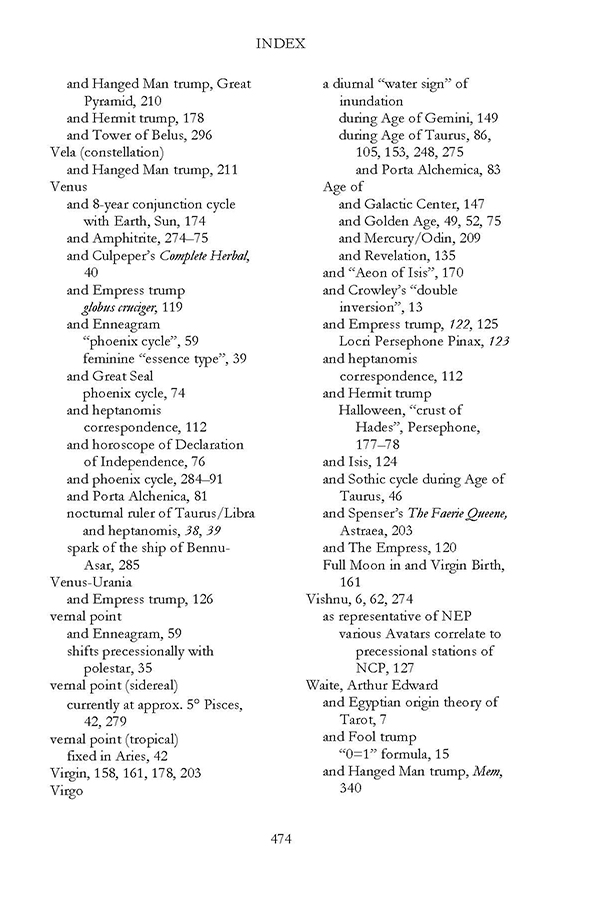 INDEX
and Hanged Man trump, Great
Pyramid, 210
and Hermit trump, 178
and Tower of Belus, 296
Vela (constellation)
and Hanged Man trump, 211
Venus
and 8-year conjunction cycle
with Earth, Sun, 174
and Amphitrite, 274–75
and Culpeper's Complete Herbal,
40
and Empress trump
globus cruciger, 119
and Enneagram
“phoenix cycle”, 59
feminine “essence type”, 39
and Great Seal
phoenix cycle, 74
and heptanomis
correspondence, 112
and horoscope of Declaration
of Independence, 76
and phoenix cycle, 284–91
and Porta Alchenica, 81
nocturnal ruler of Taurus/Libra
and heptanomis, 38, 39
spark of the ship of Bennu-
Asar, 285
Venus-Urania
and Empress trump, 126
vernal point
and Enneagram, 59
shifts precessionally with
polestar, 35
vernal point (sidereal)
currently at approx. 5° Pisces,
42, 279
vernal point (tropical)
fixed in Aries, 42
Virgin, 158, 161, 178, 203
Virgo
a diurnal “water sign” of
inundation
during Age of Gemini, 149
during Age of Taurus, 86,
105, 153, 248, 275
and Porta Alchemica, 83
Age of
and Galactic Center, 147
and Golden Age, 49, 52, 75
and Mercury/Odin, 209
and Revelation, 135
and “Aeon of Isis”, 170
and Crowley's “double
inversion”, 13
and Empress trump, 122, 125
Locri Persephone Pinax, 123
and heptanomis
correspondence, 112
and Hermit trump
Halloween, “crust of
Hades”, Persephone,
177–78
and Isis, 124
and Sothic cycle during Age of
Taurus, 46
and Spenser's The Faerie Queene,
Astraea, 203
and The Empress, 120
Full Moon in and Virgin Birth,
161
Vishnu, 6, 62, 274
as representative of NEP
various Avatars correlate to
precessional stations of
NCP, 127
Waite, Arthur Edward
and Egyptian origin theory of
Tarot, 7
and Fool trump
“0=1” formula, 15
and Hanged Man trump, Mem,
340
474